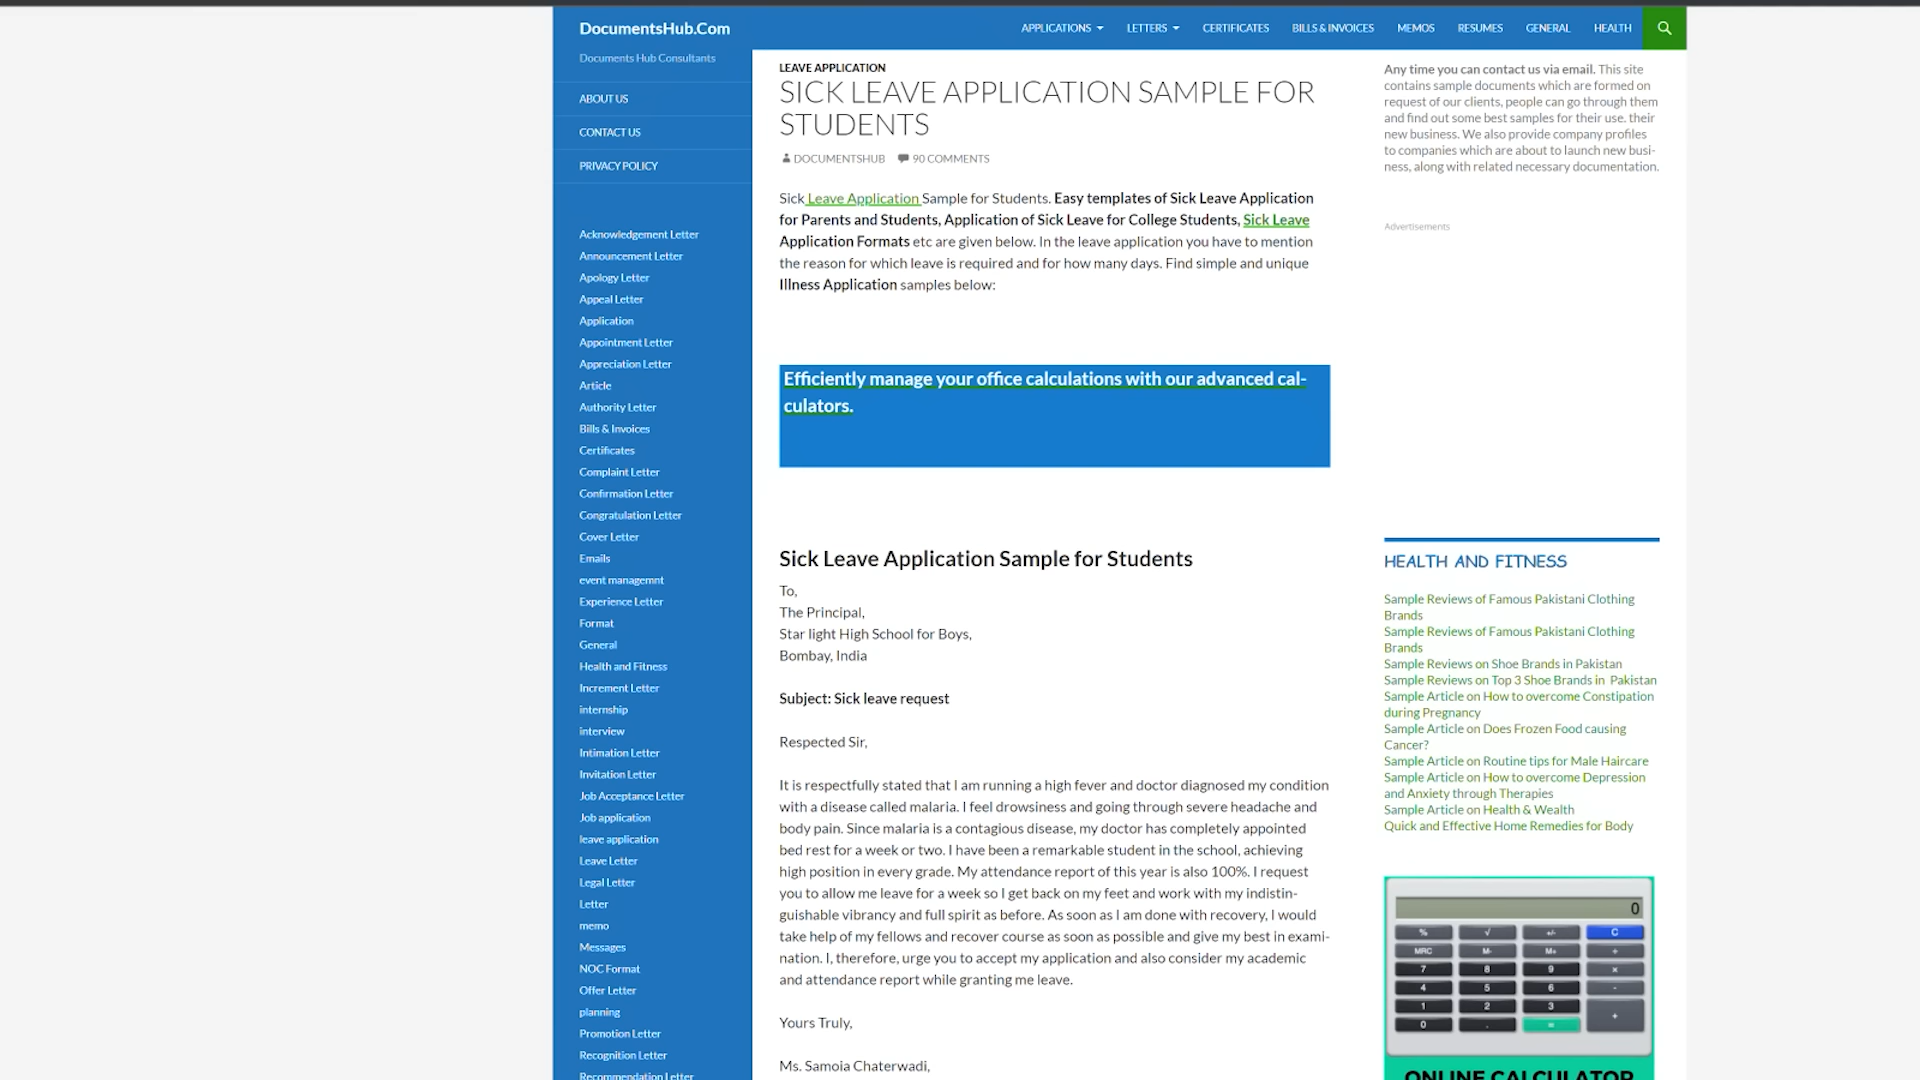 DocumentsHub.Com
APPLICATIONS
LETTERS
CERTIFICATES
BILLS & INVOICES
MEMOS
RESUMES
GENERAL
HEALTH
Documents Hub Consultants
ABOUT US
CONTACT US
PRIVACY POLICY
Acknowledgement Letter
Announcement Letter
Apology Letter
Appeal Letter
Application
Appointment Letter
Appreciation Letter
Article
Authority Letter
Bills & Invoices
Certificates
Complaint Letter
Confirmation Letter
Congratulation Letter
Cover Letter
Emails
event managemnt
Experience Letter
Format
General
Health and Fitness
Increment Letter
internship
interview
Intimation Letter
Invitation Letter
Job Acceptance Letter
Job application
leave application
Leave Letter
Legal Letter
Letter
memo
Messages
NOC Format
Offer Letter
planning
Promotion Letter
Recognition Letter
Recommendation Letter
LEAVE APPLICATION
SICK LEAVE APPLICATION SAMPLE FOR
STUDENTS
DOCUMENTSHUB 90 COMMENTS
Sick Leave Application Sample for Students. Easy templates of Sick Leave Application
for Parents and Students, Application of Sick Leave for College Students, Sick Leave
Application Formats etc are given below. In the leave application you have to mention
the reason for which leave is required and for how many days. Find simple and unique
Illness Application samples below:
Efficiently manage your office calculations with our advanced cal-
culators.
Sick Leave Application Sample for Students
To,
The Principal,
Star light High School for Boys,
Bombay, India
Subject: Sick leave request
Respected Sir,
It is respectfully stated that I am running a high fever and doctor diagnosed my condition
with a disease called malaria. I feel drowsiness and going through severe headache and
body pain. Since malaria is a contagious disease, my doctor has completely appointed
bed rest for a week or two. I have been a remarkable student in the school, achieving
high position in every grade. My attendance report of this year is also 100%. I request
you to allow me leave for a week so I get back on my feet and work with my indistin-
guishable vibrancy and full spirit as before. As soon as I am done with recovery, I would
take help of my fellows and recover course as soon as possible and give my best in exami-
nation. I, therefore, urge you to accept my application and also consider my academic
and attendance report while granting me leave.
Yours Truly,
Ms. Samoia Chaterwadi,
Any time you can contact us via email. This site
contains sample documents which are formed on
request of our clients, people can go through them
and find out some best samples for their use. their
new business. We also provide company profiles
to companies which are about to launch new busi-
ness, along with related necessary documentation.
Advertisements
HEALTH AND FITNESS
Sample Reviews of Famous Pakistani Clothing
Brands
Sample Reviews of Famous Pakistani Clothing
Brands
Sample Reviews on Shoe Brands in Pakistan
Sample Reviews on Top 3 Shoe Brands in Pakistan
Sample Article on How to overcome Constipation
during Pregnancy
Sample Article on Does Frozen Food causing
Cancer?
Sample Article on Routine tips for Male Haircare
Sample Article on How to overcome Depression
and Anxiety through Therapies
Sample Article on Health & Wealth
Quick and Effective Home Remedies for Body
0
% √ +/- C
MRC M- M+ ÷
7 8 9 ×
4 5 6 -
1 2 3 +
0 . =
ONLINE CALCULATOR